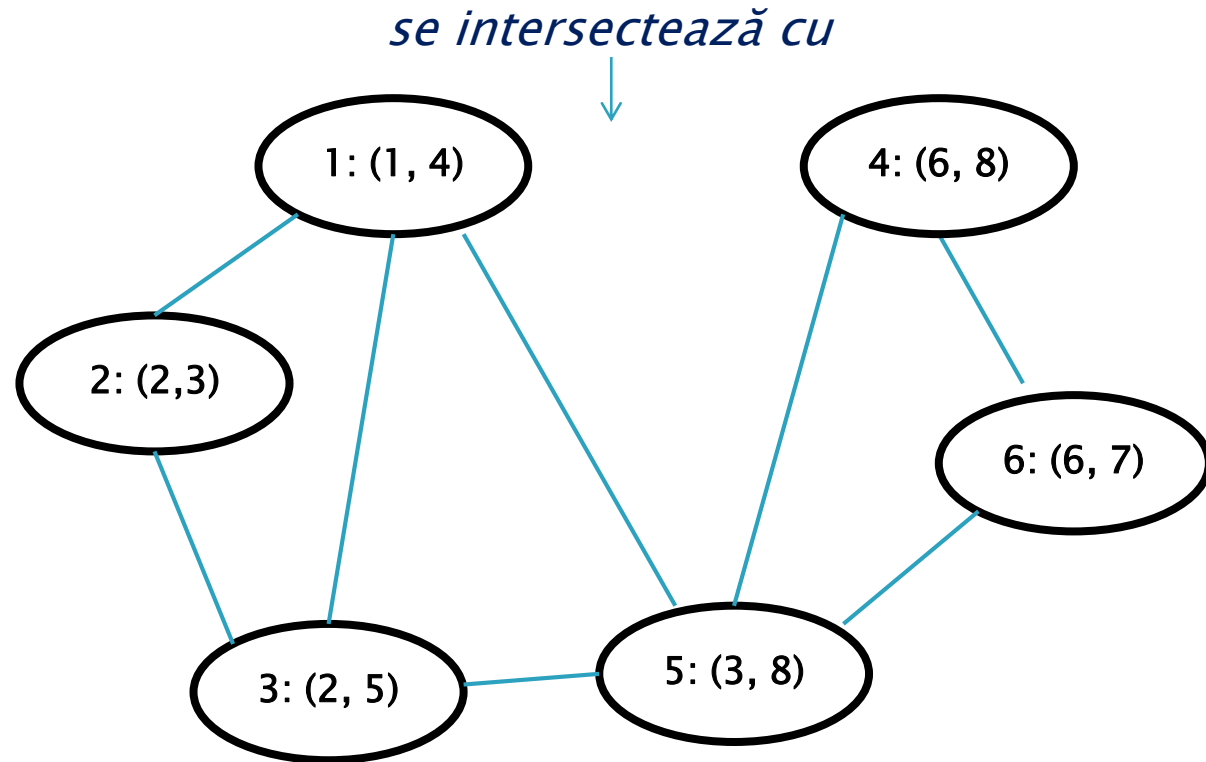 se intersectează cu
1: (1, 4)
4: (6, 8)
2: (2,3)
6: (6, 7)
3: (2, 5)
5: (3, 8)